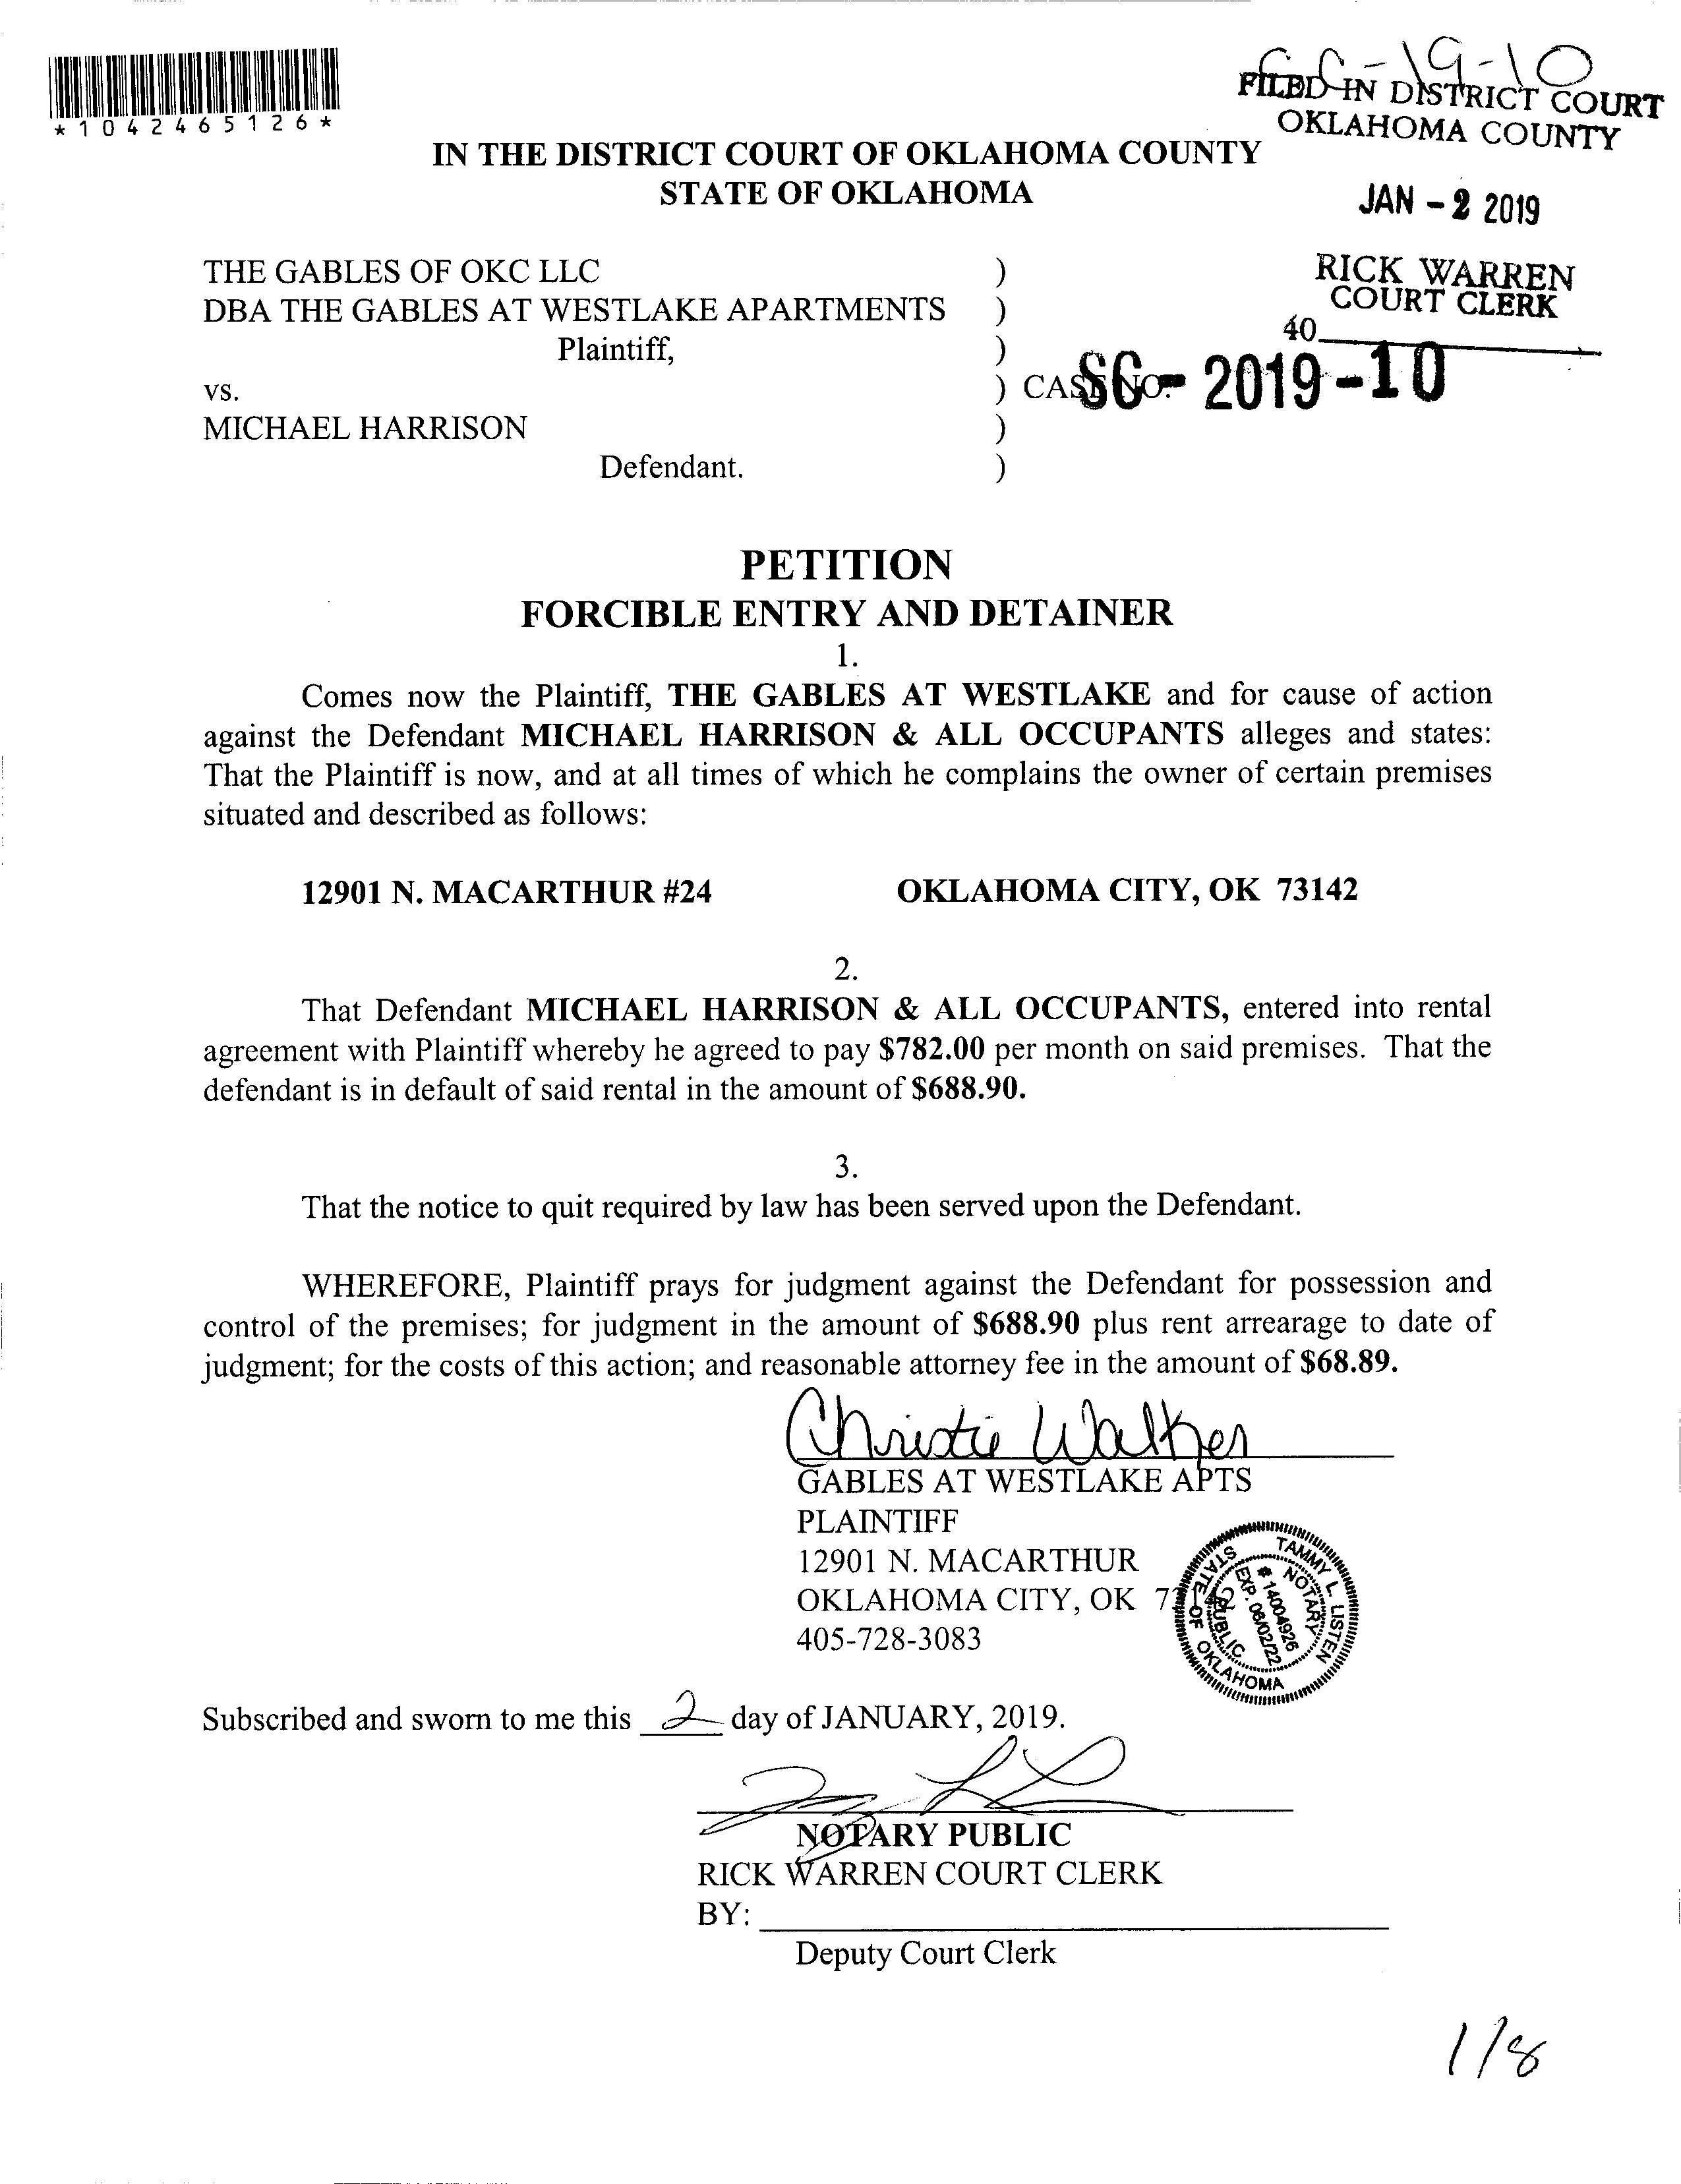 *1042465126*
SC-19-10
FILED IN DISTRICT COURT
OKLAHOMA COUNTY
IN THE DISTRICT COURT OF OKLAHOMA COUNTY
STATE OF OKLAHOMA
JAN - 2 2019
RICK WARREN
COURT CLERK
40
THE GABLES OF OKC LLC )
DBA THE GABLES AT WESTLAKE APARTMENTS )
Plaintiff, )
vs. ) CASE NO. SC - 2019 - 10
MICHAEL HARRISON )
Defendant. )
PETITION
FORCIBLE ENTRY AND DETAINER
1.
Comes now the Plaintiff, THE GABLES AT WESTLAKE and for cause of action
against the Defendant MICHAEL HARRISON & ALL OCCUPANTS alleges and states:
That the Plaintiff is now, and at all times of which he complains the owner of certain premises
situated and described as follows:
12901 N. MACARTHUR #24 OKLAHOMA CITY, OK 73142
2.
That Defendant MICHAEL HARRISON & ALL OCCUPANTS, entered into rental
agreement with Plaintiff whereby he agreed to pay $782.00 per month on said premises. That the
defendant is in default of said rental in the amount of $688.90.
3.
That the notice to quit required by law has been served upon the Defendant.
WHEREFORE, Plaintiff prays for judgment against the Defendant for possession and
control of the premises; for judgment in the amount of $688.90 plus rent arrearage to date of
judgment; for the costs of this action; and reasonable attorney fee in the amount of $68.89.
Christie Walker
GABLES AT WESTLAKE APTS
PLAINTIFF
12901 N. MACARTHUR
OKLAHOMA CITY, OK 73142
405-728-3083
TAMMY L. LISTEN
NOTARY PUBLIC
# 14004926
EXP. 06/02/22
STATE OF OKLAHOMA
Subscribed and sworn to me this 2 day of JANUARY, 2019.
NOTARY PUBLIC
RICK WARREN COURT CLERK
BY:
Deputy Court Clerk
1/8